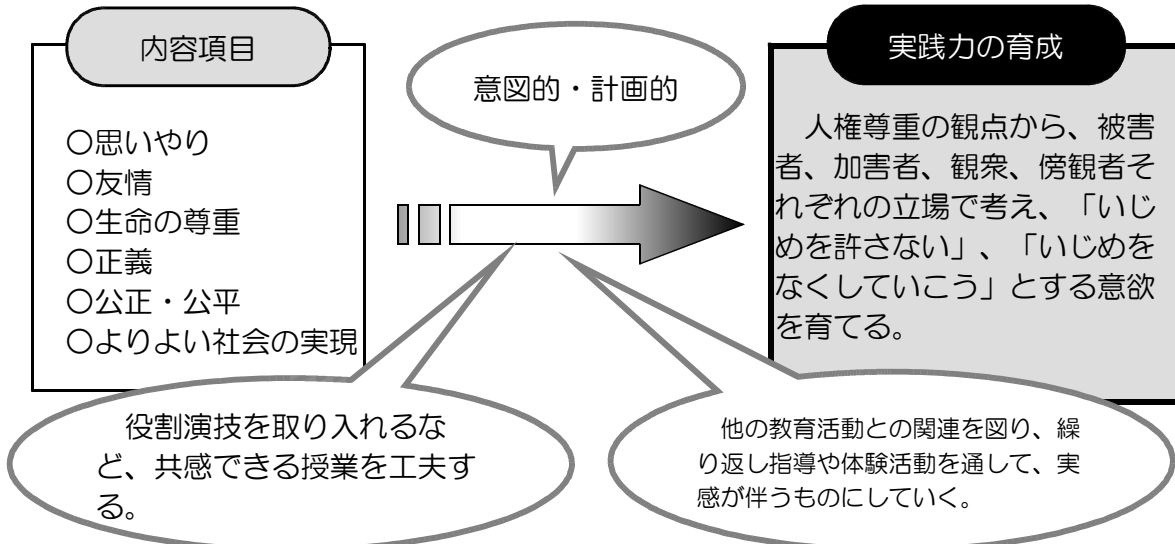 内容項目
○思いやり
○友情
○生命の尊重
○正義
○公正・公平
○よりよい社会の実現
意図的・計画的
実践力の育成
人権尊重の観点から、被害
者、加害者、観衆、傍観者そ
れぞれの立場で考え、「いじ
めを許さない」、「いじめを
なくしていこう」とする意欲
を育てる。
役割演技を取り入れるな
ど、共感できる授業を工夫す
る。
他の教育活動との関連を図り、繰
り返し指導や体験活動を通して、実
感が伴うものにしていく。